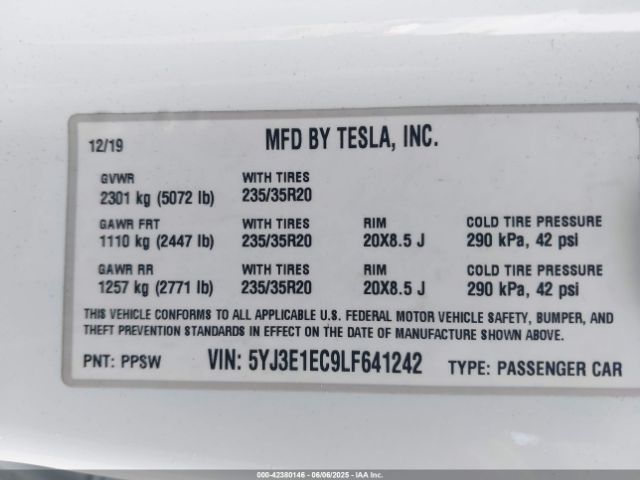 12/19 MFD BY TESLA, INC.
GVWR WITH TIRES
2301 kg (5072 lb) 235/35R20
GAWR FRT WITH TIRES RIM COLD TIRE PRESSURE
1110 kg (2447 lb) 235/35R20 20X8.5 J 290 kPa, 42 psi
GAWR RR WITH TIRES RIM COLD TIRE PRESSURE
1257 kg (2771 lb) 235/35R20 20X8.5 J 290 kPa, 42 psi
THIS VEHICLE CONFORMS TO ALL APPLICABLE U.S. FEDERAL MOTOR VEHICLE SAFETY, BUMPER, AND
THEFT PREVENTION STANDARDS IN EFFECT ON THE DATE OF MANUFACTURE SHOWN ABOVE.
PNT: PPSW VIN: 5YJ3E1EC9LF641242 TYPE: PASSENGER CAR
000-42380146 - 06/06/2025 - IAAI.COM